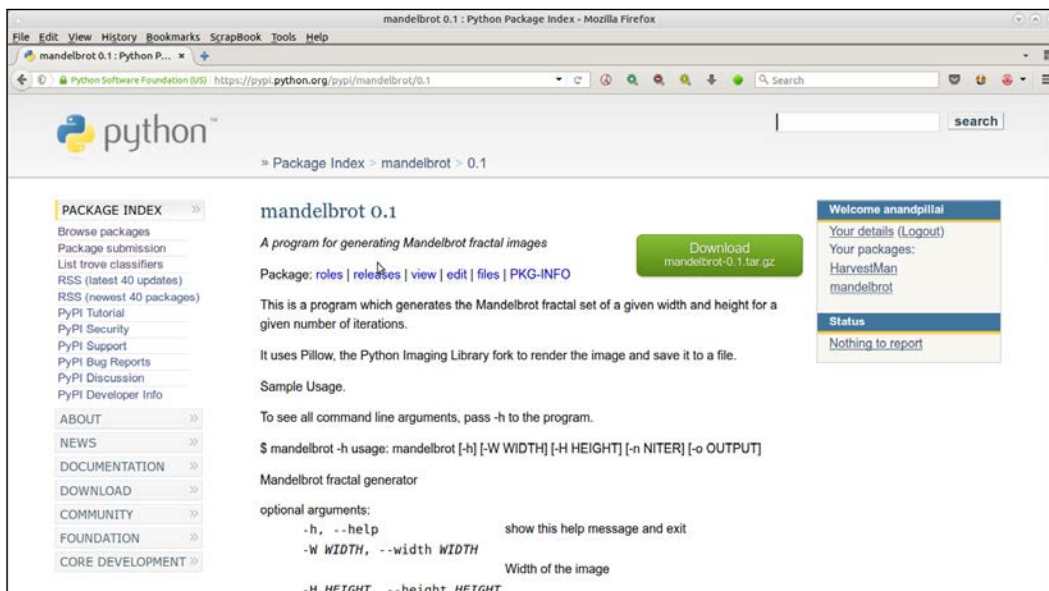 mandelbrot 0.1 : Python Package Index - Mozilla Firefox
File Edit View History Bookmarks ScrapBook Tools Help
mandelbrot 0.1 : Python P...
Python Software Foundation (US) https://pypi.python.org/pypi/mandelbrot/0.1
Search
python™
search
» Package Index > mandelbrot > 0.1
PACKAGE INDEX »
Browse packages
Package submission
List trove classifiers
RSS (latest 40 updates)
RSS (newest 40 packages)
PyPI Tutorial
PyPI Security
PyPI Support
PyPI Bug Reports
PyPI Discussion
PyPI Developer Info
ABOUT »
NEWS »
DOCUMENTATION »
DOWNLOAD »
COMMUNITY »
FOUNDATION »
CORE DEVELOPMENT »
mandelbrot 0.1
A program for generating Mandelbrot fractal images
Download
mandelbrot-0.1.tar.gz
Package: roles | releases | view | edit | files | PKG-INFO
This is a program which generates the Mandelbrot fractal set of a given width and height for a
given number of iterations.
It uses Pillow, the Python Imaging Library fork to render the image and save it to a file.
Sample Usage.
To see all command line arguments, pass -h to the program.
$ mandelbrot -h usage: mandelbrot [-h] [-W WIDTH] [-H HEIGHT] [-n NITER] [-o OUTPUT]
Mandelbrot fractal generator
optional arguments:
-h, --help show this help message and exit
-W WIDTH, --width WIDTH
Width of the image
-H HEIGHT, --height HEIGHT
Welcome anandpillai
Your details (Logout)
Your packages:
HarvestMan
mandelbrot
Status
Nothing to report